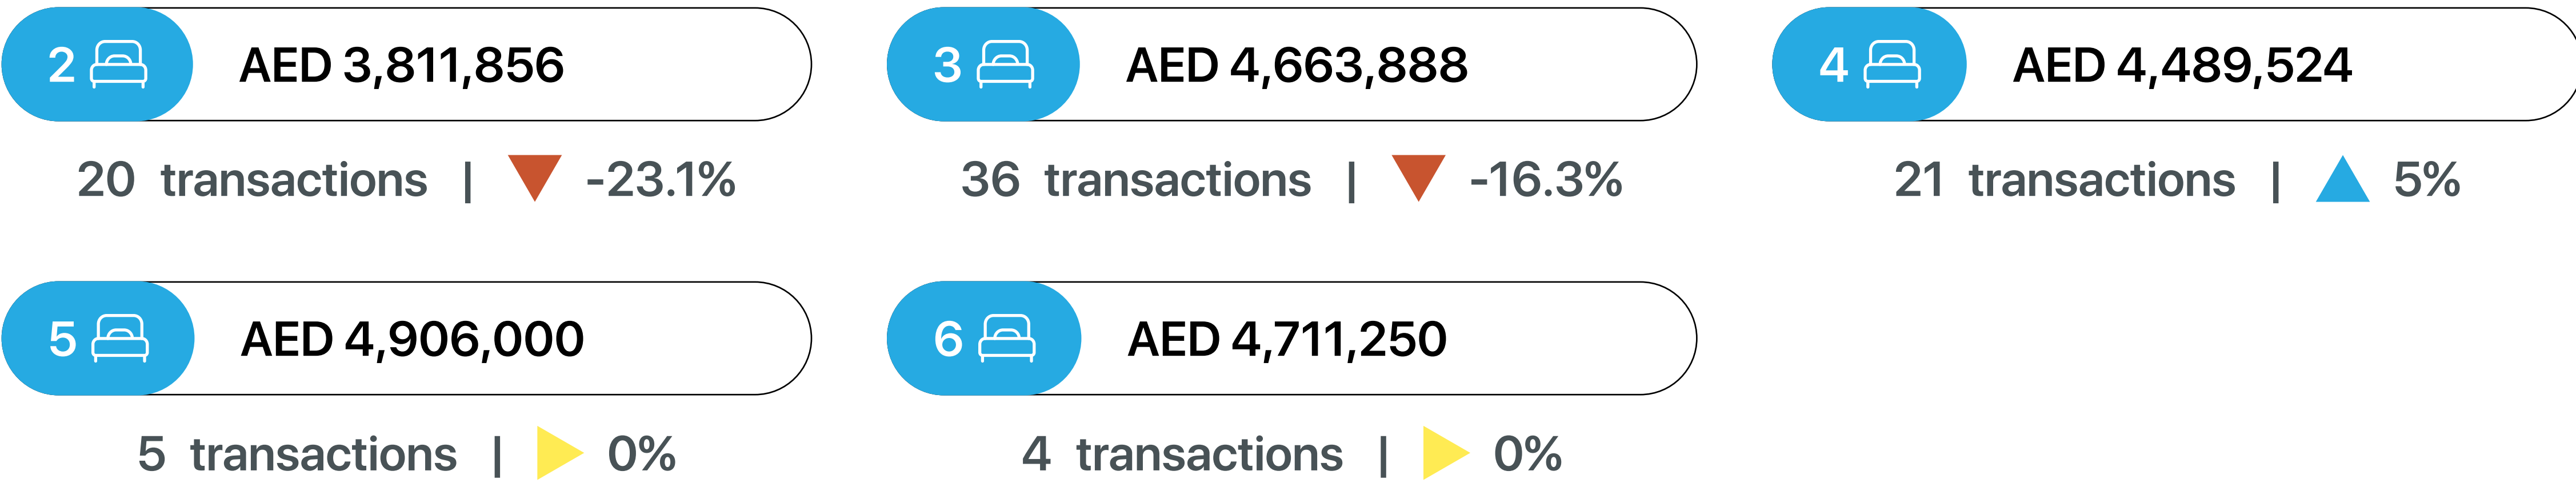 2 AED 3,811,856
20 transactions | -23.1%
3 AED 4,663,888
36 transactions | -16.3%
4 AED 4,489,524
21 transactions | 5%
5 AED 4,906,000
5 transactions | 0%
6 AED 4,711,250
4 transactions | 0%